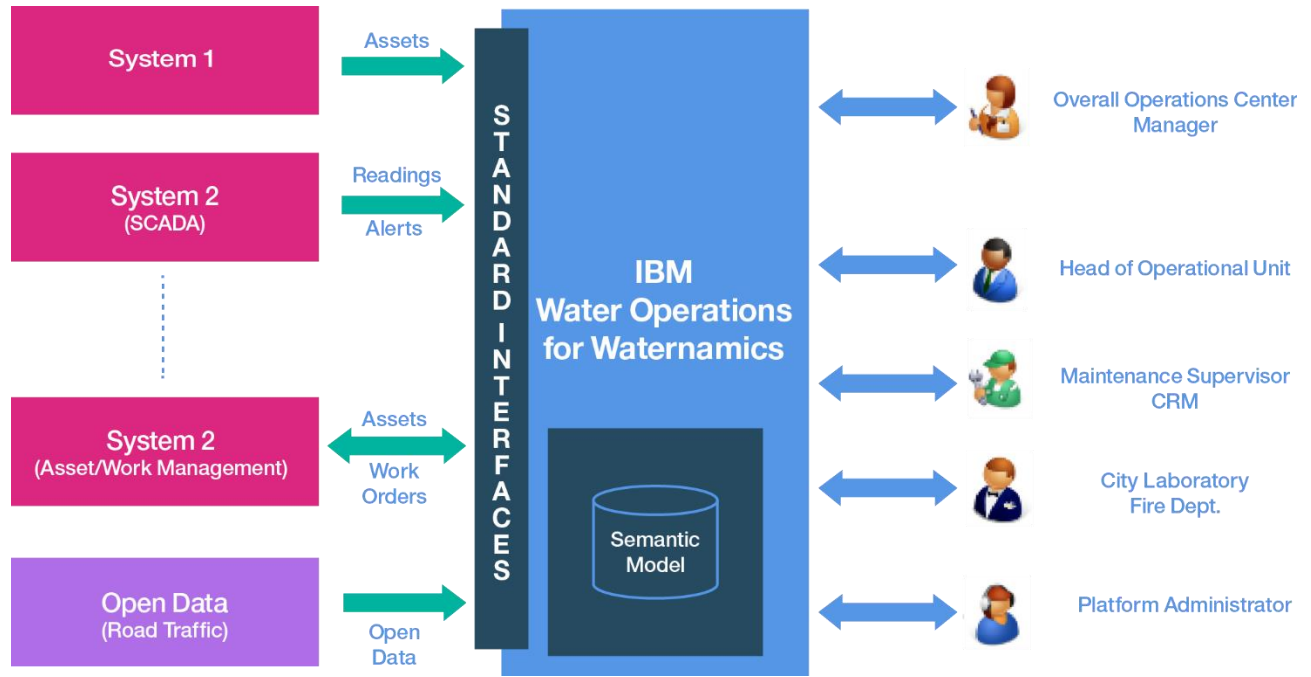 System 1
Assets
System 2
(SCADA)
Readings
Alerts
System 2
(Asset/Work Management)
Assets
Work
Orders
Open Data
(Road Traffic)
Open
Data
STANDARD INTERFACES
IBM
Water Operations
for Waternamics
Semantic
Model
Overall Operations Center
Manager
Head of Operational Unit
Maintenance Supervisor
CRM
City Laboratory
Fire Dept.
Platform Administrator